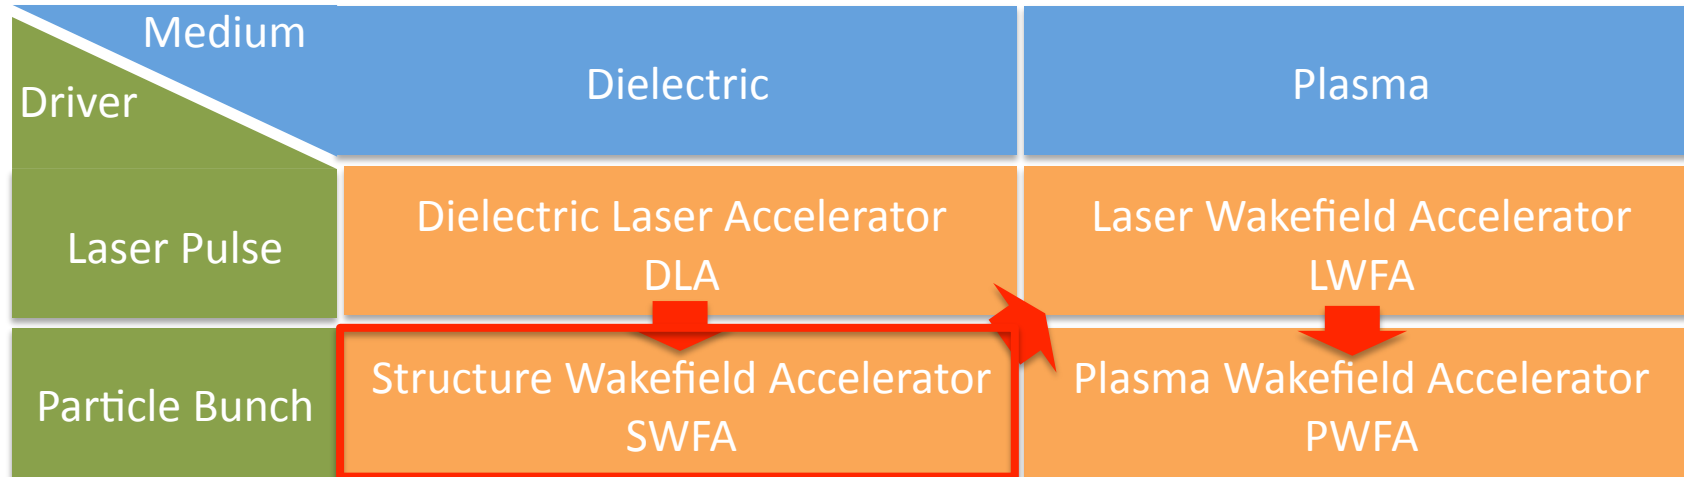 Medium
Driver
Dielectric
Plasma
Laser Pulse
Dielectric Laser Accelerator
DLA
Laser Wakefield Accelerator
LWFA
Particle Bunch
Structure Wakefield Accelerator
SWFA
Plasma Wakefield Accelerator
PWFA